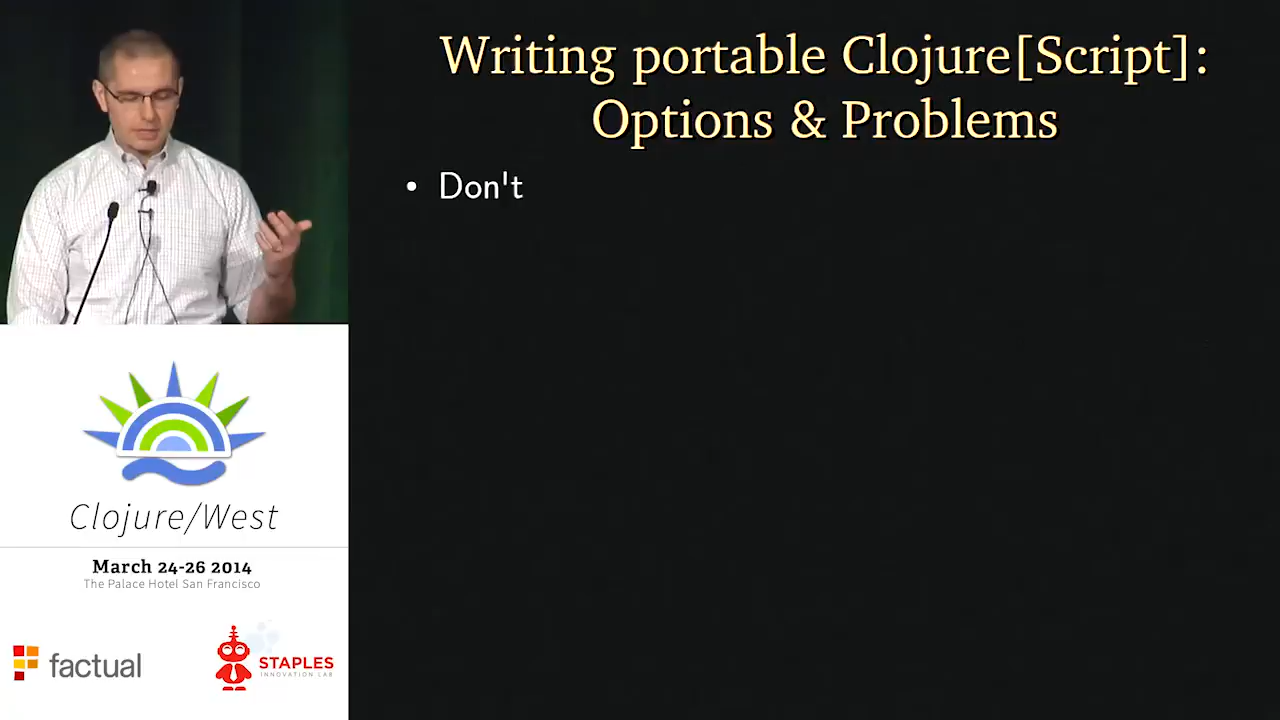 Writing portable Clojure[Script]:
Options & Problems
• Don't
Clojure/West
March 24-26 2014
The Palace Hotel San Francisco
factual
STAPLES
INNOVATION LAB